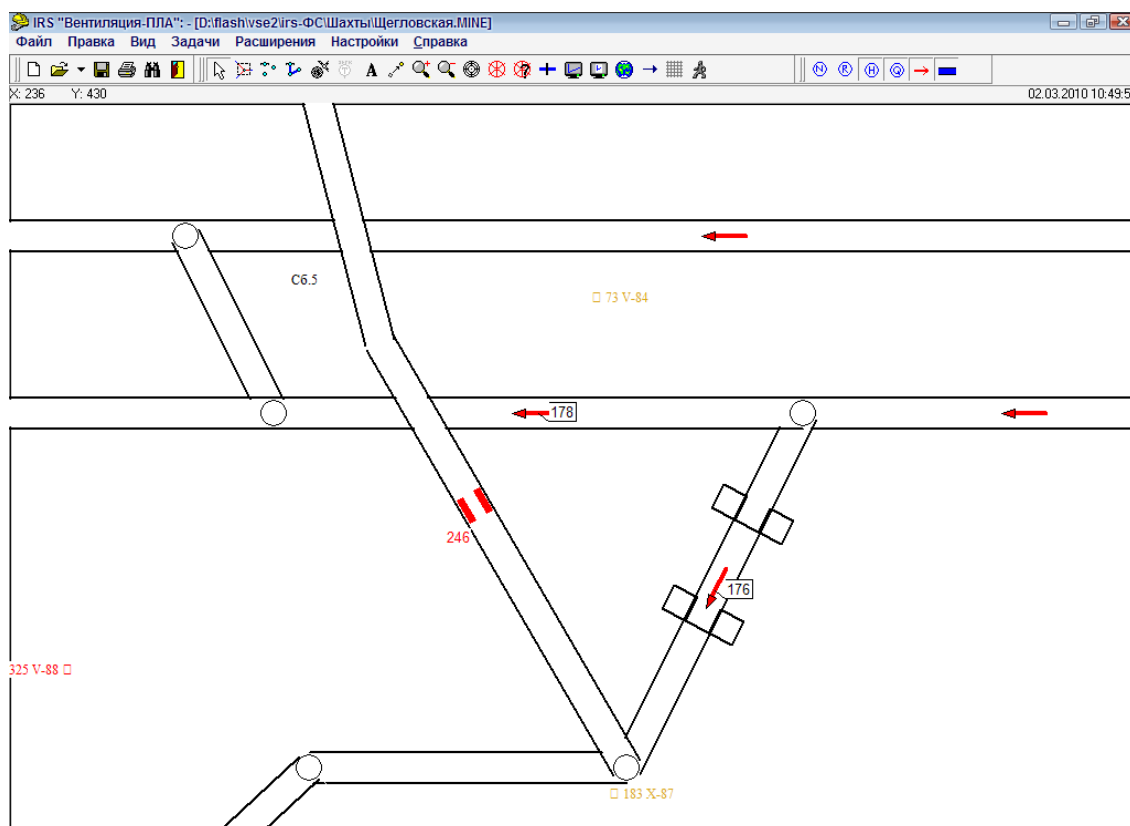 IRS "Вентиляция-ПЛА": - [D:\flash\vse2\irs-ФС\Шахты\Щегловская.MINE]
Файл Правка Вид Задачи Расширения Настройки Справка
A N R H Q
X: 236 Y: 430 02.03.2010 10:49:5
С6.5
73 V-84
178
246
176
325 V-88
183 X-87